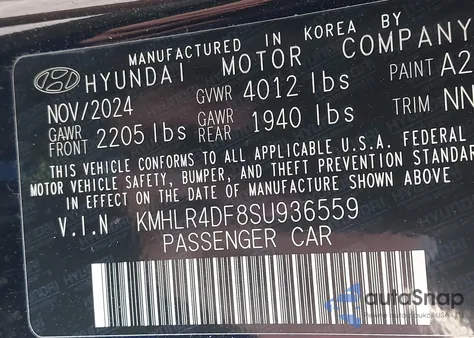 MANUFACTURED IN KOREA BY
HYUNDAI MOTOR COMPANY
NOV/2024 GVWR 4012 lbs PAINT A2
GAWR FRONT 2205 lbs GAWR REAR 1940 lbs TRIM NN
THIS VEHICLE CONFORMS TO ALL APPLICABLE U.S.A. FEDERAL
MOTOR VEHICLE SAFETY, BUMPER, AND THEFT PREVENTION STANDAR
IN EFFECT ON THE DATE OF MANUFACTURE SHOWN ABOVE
V.I.N KMHLR4DF8SU936559
PASSENGER CAR
autoSnap